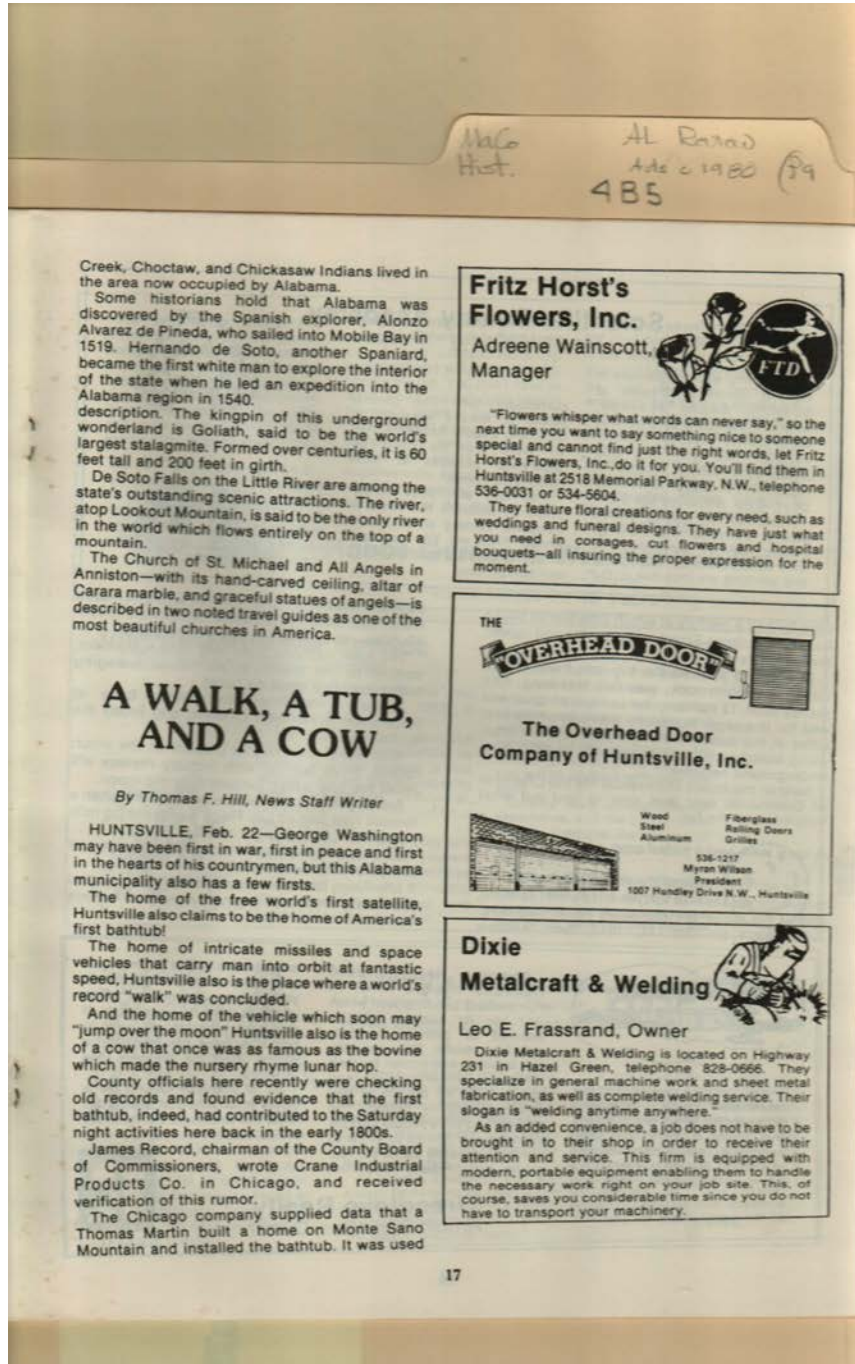 MaCo
Hist.
AL
Ads c 1980
485
Creek, Choctaw, and Chickasaw Indians lived in
the area now occupied by Alabama.
Some historians hold that Alabama was
discovered by the Spanish explorer, Alonzo
Alvarez de Pineda, who sailed into Mobile Bay in
1519. Hernando de Soto, another Spaniard,
became the first white man to explore the interior
of the state when he led an expedition into the
Alabama region in 1540.
description. The kingpin of this underground
wonderland is Goliath, said to be the world's
largest stalagmite. Formed over centuries, it is 60
feet tall and 200 feet in girth.
De Soto Falls on the Little River are among the
state's outstanding scenic attractions. The river,
atop Lookout Mountain, is said to be the only river
in the world which flows entirely on the top of a
mountain.
The Church of St. Michael and All Angels in
Anniston—with its hand-carved ceiling, altar of
Carara marble, and graceful statues of angels—is
described in two noted travel guides as one of the
most beautiful churches in America.
A WALK, A TUB,
AND A COW
By Thomas F. Hill, News Staff Writer
HUNTSVILLE, Feb. 22—George Washington
may have been first in war, first in peace and first
in the hearts of his countrymen, but this Alabama
municipality also has a few firsts.
The home of the free world's first satellite,
Huntsville also claims to be the home of America's
first bathtub!
The home of intricate missiles and space
vehicles that carry man into orbit at fantastic
speed, Huntsville also is the place where a world's
record "walk" was concluded.
And the home of the vehicle which soon may
"jump over the moon" Huntsville also is the home
of a cow that once was as famous as the bovine
which made the nursery rhyme lunar hop.
County officials here recently were checking
old records and found evidence that the first
bathtub, indeed, had contributed to the Saturday
night activities here back in the early 1800s.
James Record, chairman of the County Board
of Commissioners, wrote Crane Industrial
Products Co. in Chicago, and received
verification of this rumor.
The Chicago company supplied data that a
Thomas Martin built a home on Monte Sano
Mountain and installed the bathtub. It was used
Fritz Horst's
Flowers, Inc.
Adreene Wainscott,
Manager
FTD
"Flowers whisper what words can never say," so the
next time you want to say something nice to someone
special and cannot find just the right words, let Fritz
Horst's Flowers, Inc.,do it for you. You'll find them in
Huntsville at 2518 Memorial Parkway, N.W., telephone
536-0031 or 534-5604.
They feature floral creations for every need, such as
weddings and funeral designs. They have just what
you need in corsages, cut flowers and hospital
bouquets—all insuring the proper expression for the
moment.
THE
"OVERHEAD DOOR"
The Overhead Door
Company of Huntsville, Inc.
Wood Fiberglass
Steel Rolling Doors
Aluminum Grilles
536-1217
Myron Wilson
President
1007 Handley Drive N.W., Huntsville
Dixie
Metalcraft & Welding
Leo E. Frassrand, Owner
Dixie Metalcraft & Welding is located on Highway
231 in Hazel Green, telephone 828-0666. They
specialize in general machine work and sheet metal
fabrication, as well as complete welding service. Their
slogan is "welding anytime anywhere."
As an added convenience, a job does not have to be
brought in to their shop in order to receive their
attention and service. This firm is equipped with
modern, portable equipment enabling them to handle
the necessary work right on your job site. This, of
course, saves you considerable time since you do not
have to transport your machinery.
17